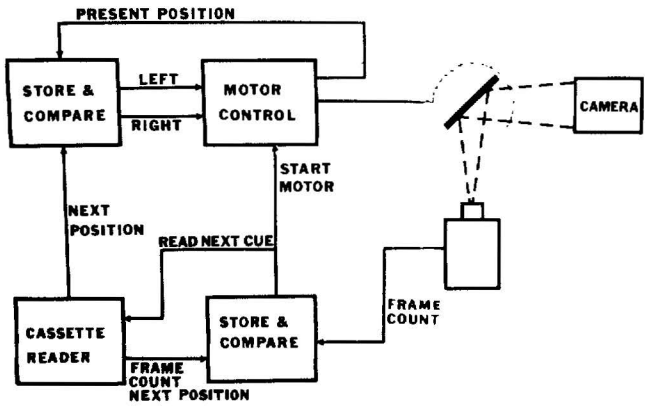 PRESENT POSITION
STORE &
COMPARE
LEFT
RIGHT
MOTOR
CONTROL
CAMERA
START
MOTOR
NEXT
POSITION
READ NEXT CUE
FRAME
COUNT
CASSETTE
READER
STORE &
COMPARE
FRAME
COUNT
NEXT POSITION